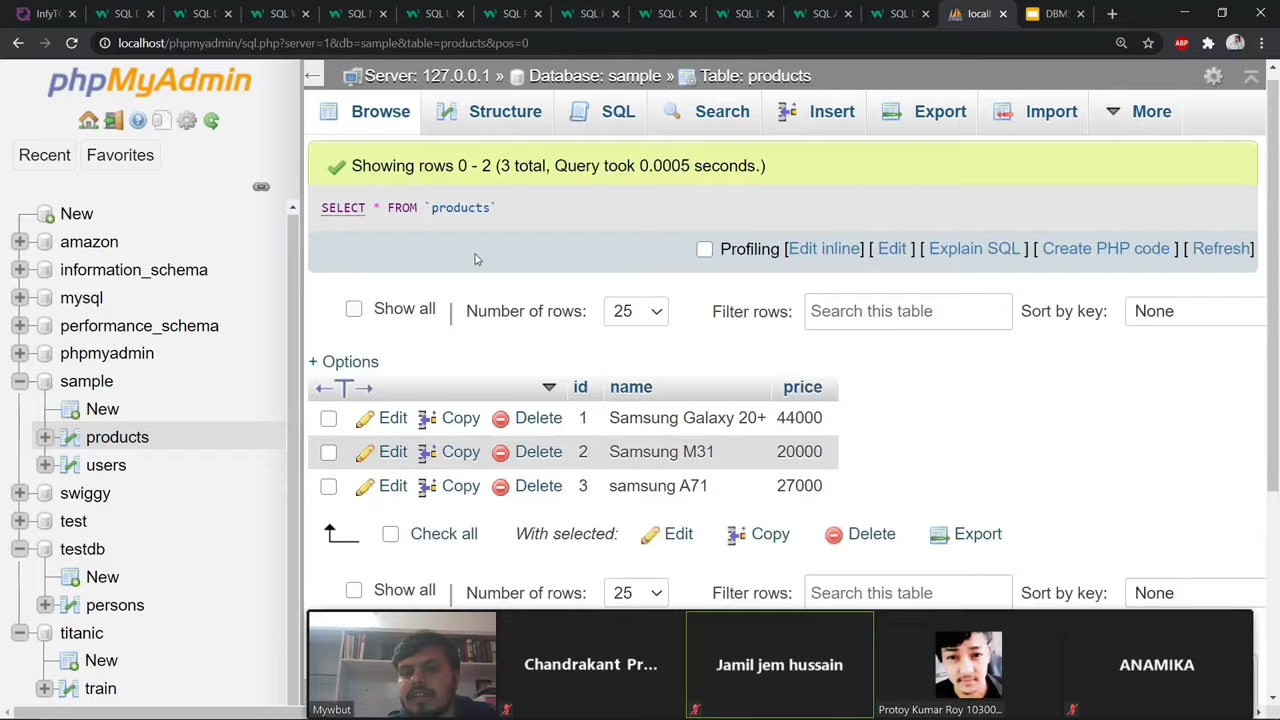 InfyT
SQL D
SQL C
SQL V
SQL N
SQL U
SQL D
SQL N
SQL C
SQL D
SQL A
SQL I
locall
DBM
localhost/phpmyadmin/sql.php?server=1&db=sample&table=products&pos=0
ABP
phpMyAdmin
Recent
Favorites
New
amazon
information_schema
mysql
performance_schema
phpmyadmin
sample
New
products
users
swiggy
test
testdb
New
persons
titanic
New
train
Server: 127.0.0.1 » Database: sample » Table: products
Browse Structure SQL Search Insert Export Import More
Showing rows 0 - 2 (3 total, Query took 0.0005 seconds.)
SELECT * FROM `products`
Profiling [Edit inline] [ Edit ] [ Explain SQL ] [ Create PHP code ] [ Refresh]
Show all | Number of rows: 25 Filter rows: Search this table Sort by key: None
+ Options
←T→ id name price
Edit Copy Delete 1 Samsung Galaxy 20+ 44000
Edit Copy Delete 2 Samsung M31 20000
Edit Copy Delete 3 samsung A71 27000
Check all With selected: Edit Copy Delete Export
Show all | Number of rows: 25 Filter rows: Search this table Sort by key: None
Mywbut
Chandrakant Pr...
Jamil jem hussain
Protoy Kumar Roy 10300...
ANAMIKA